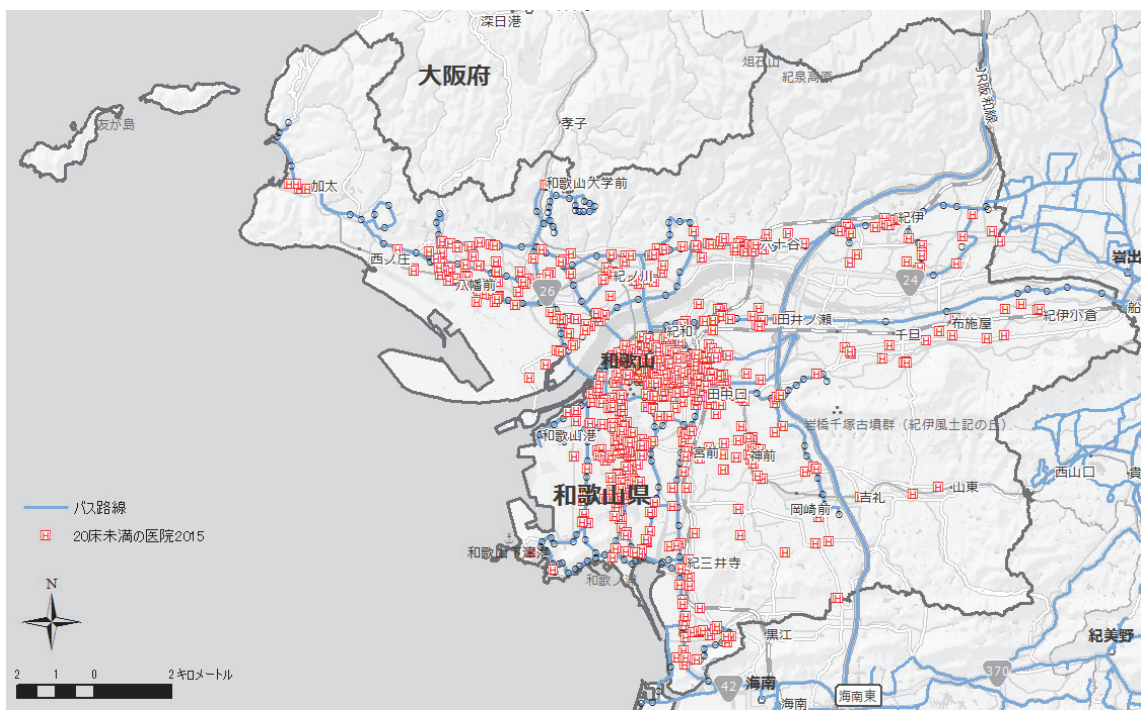 深日港
俎石山
紀泉高原
大阪府
JR阪和線
友が島
孝子
加太
和歌山大学前
紀伊
六十谷
西ノ庄
紀ノ川
岩出
八幡前
26
24
船
田井ノ瀬
布施屋
紀伊小倉
紀和
千旦
和歌山
田中口
岩橋千塚古墳群(紀伊風土記の丘)
和歌山港
宮前
神前
西山口
貴
和歌山県
山東
吉礼
岡崎前
バス路線
20床未満の医院2015
和歌山下津港
紀三井寺
和歌ノ浦
N
黒江
紀美野
2 1 0 2 キロメートル
370
海南
42
海南
海南東